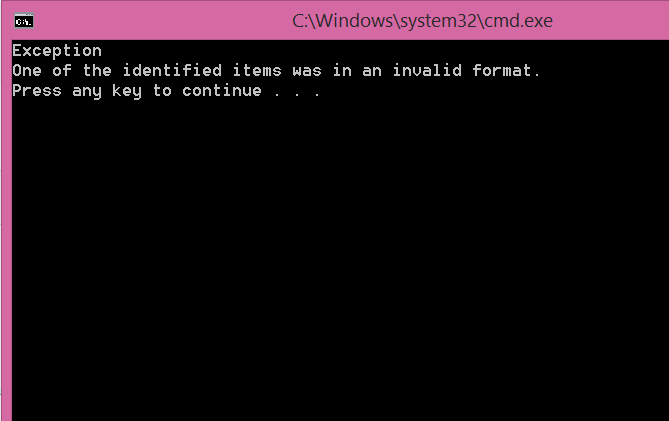 C:\Windows\system32\cmd.exe
Exception
One of the identified items was in an invalid format.
Press any key to continue . . .